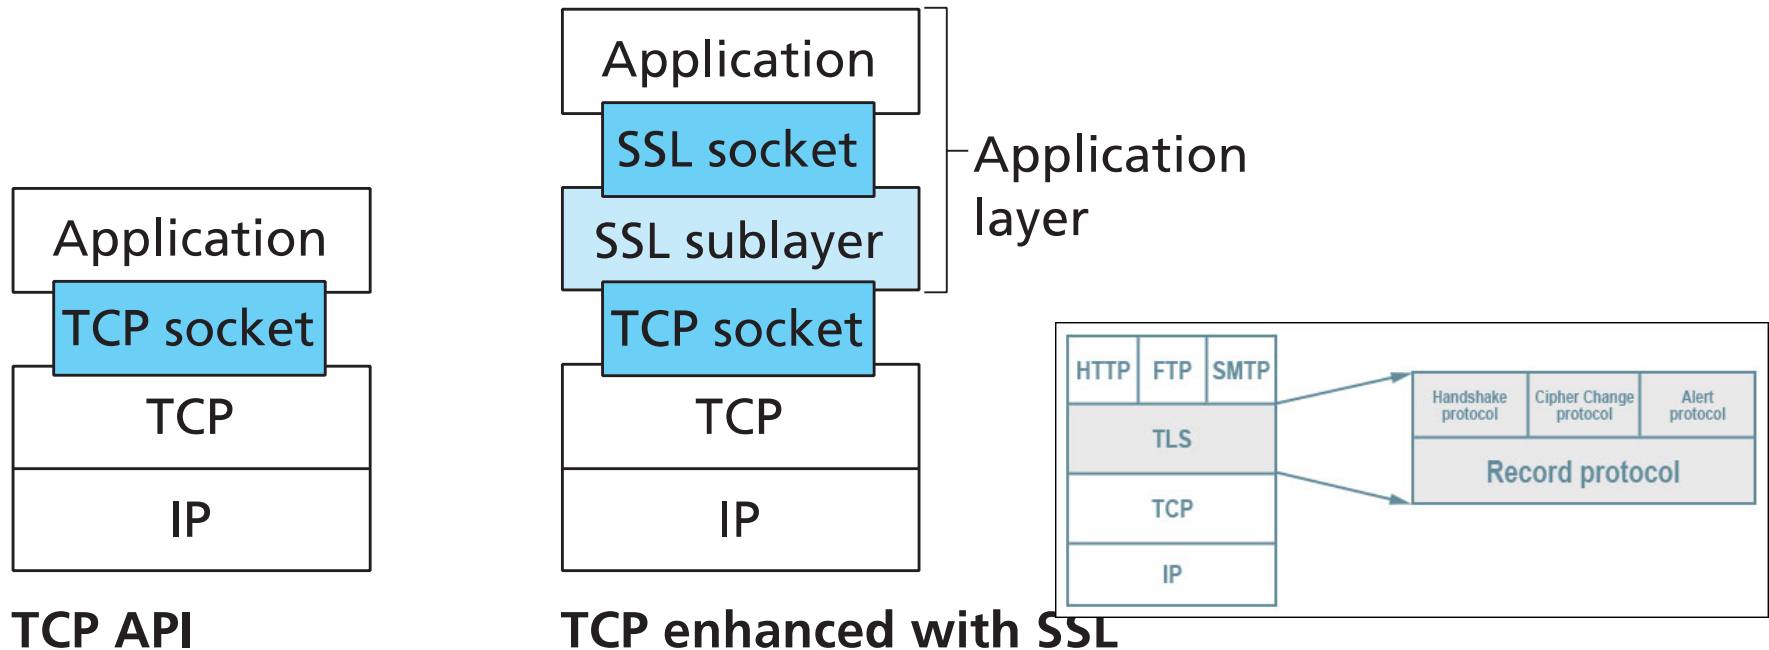 Application
TCP socket
TCP
IP
TCP API
Application
SSL socket
SSL sublayer
TCP socket
TCP
IP
TCP enhanced with SSL
Application
layer
HTTP
FTP
SMTP
TLS
TCP
IP
Handshake
protocol
Cipher Change
protocol
Alert
protocol
Record protocol